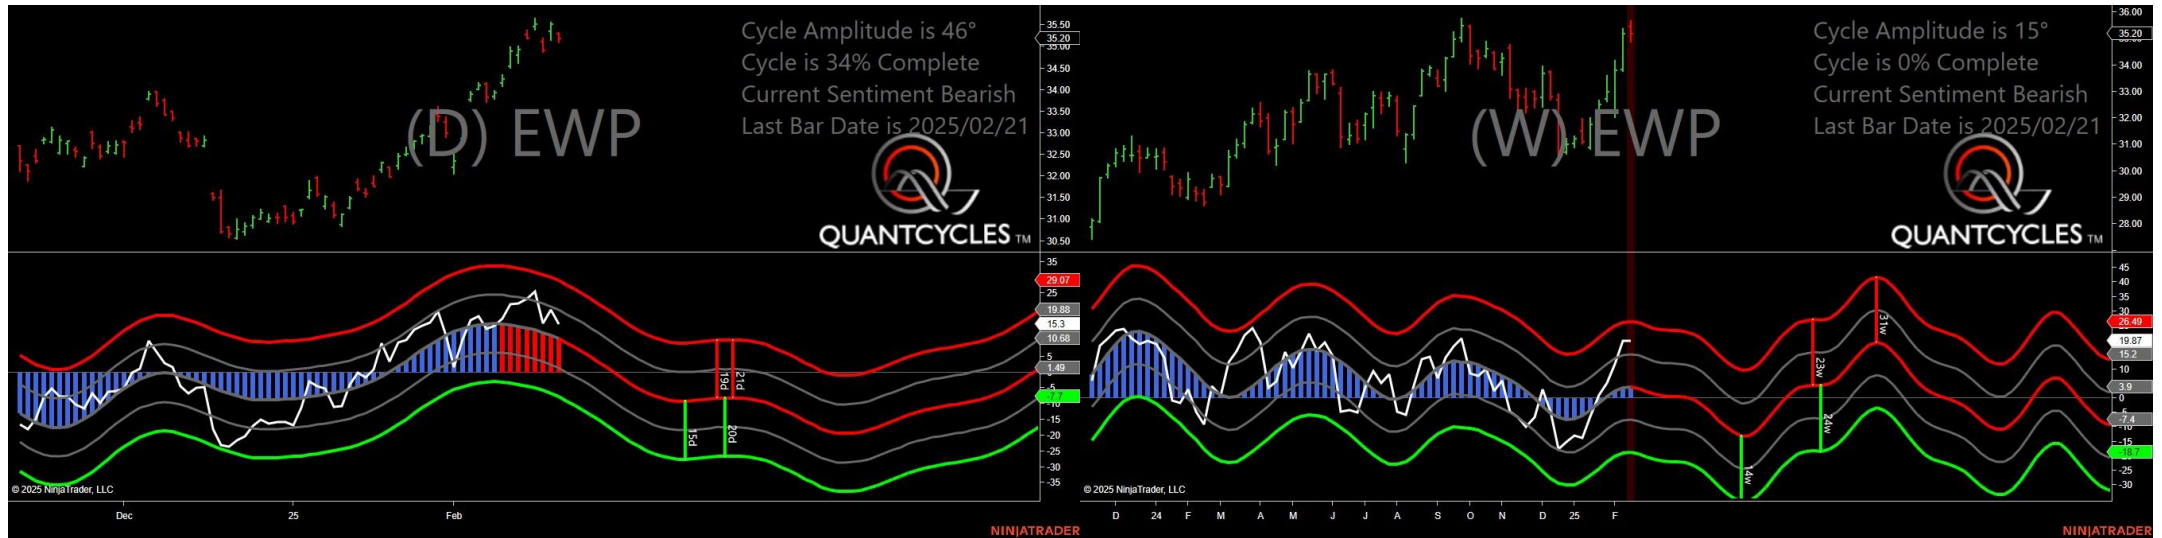 Cycle Amplitude is 46°
Cycle is 34% Complete
Current Sentiment Bearish
Last Bar Date is 2025/02/21
(D) EWP
QUANTCYCLES TM
35.50
35.20
35.00
34.50
34.00
33.50
33.00
32.50
32.00
31.50
31.00
30.50
35
29.07
25
19.88
15.3
10.68
5
1.49
-5
-7.7
-10
-15
-20
-25
-30
-35
15d
19d
20d
21d
© 2025 NinjaTrader, LLC
Dec
25
Feb
NINJATRADER
Cycle Amplitude is 15°
Cycle is 0% Complete
Current Sentiment Bearish
Last Bar Date is 2025/02/21
(W) EWP
QUANTCYCLES TM
36.00
35.20
34.00
33.00
32.00
31.00
30.00
29.00
28.00
45
40
35
30
26.49
19.87
15.2
10
3.9
0
-7.4
-10
-15
-18.7
-25
-30
14w
23w
24w
31w
© 2025 NinjaTrader, LLC
D
24
F
M
A
M
J
J
A
S
O
N
D
25
F
NINJATRADER